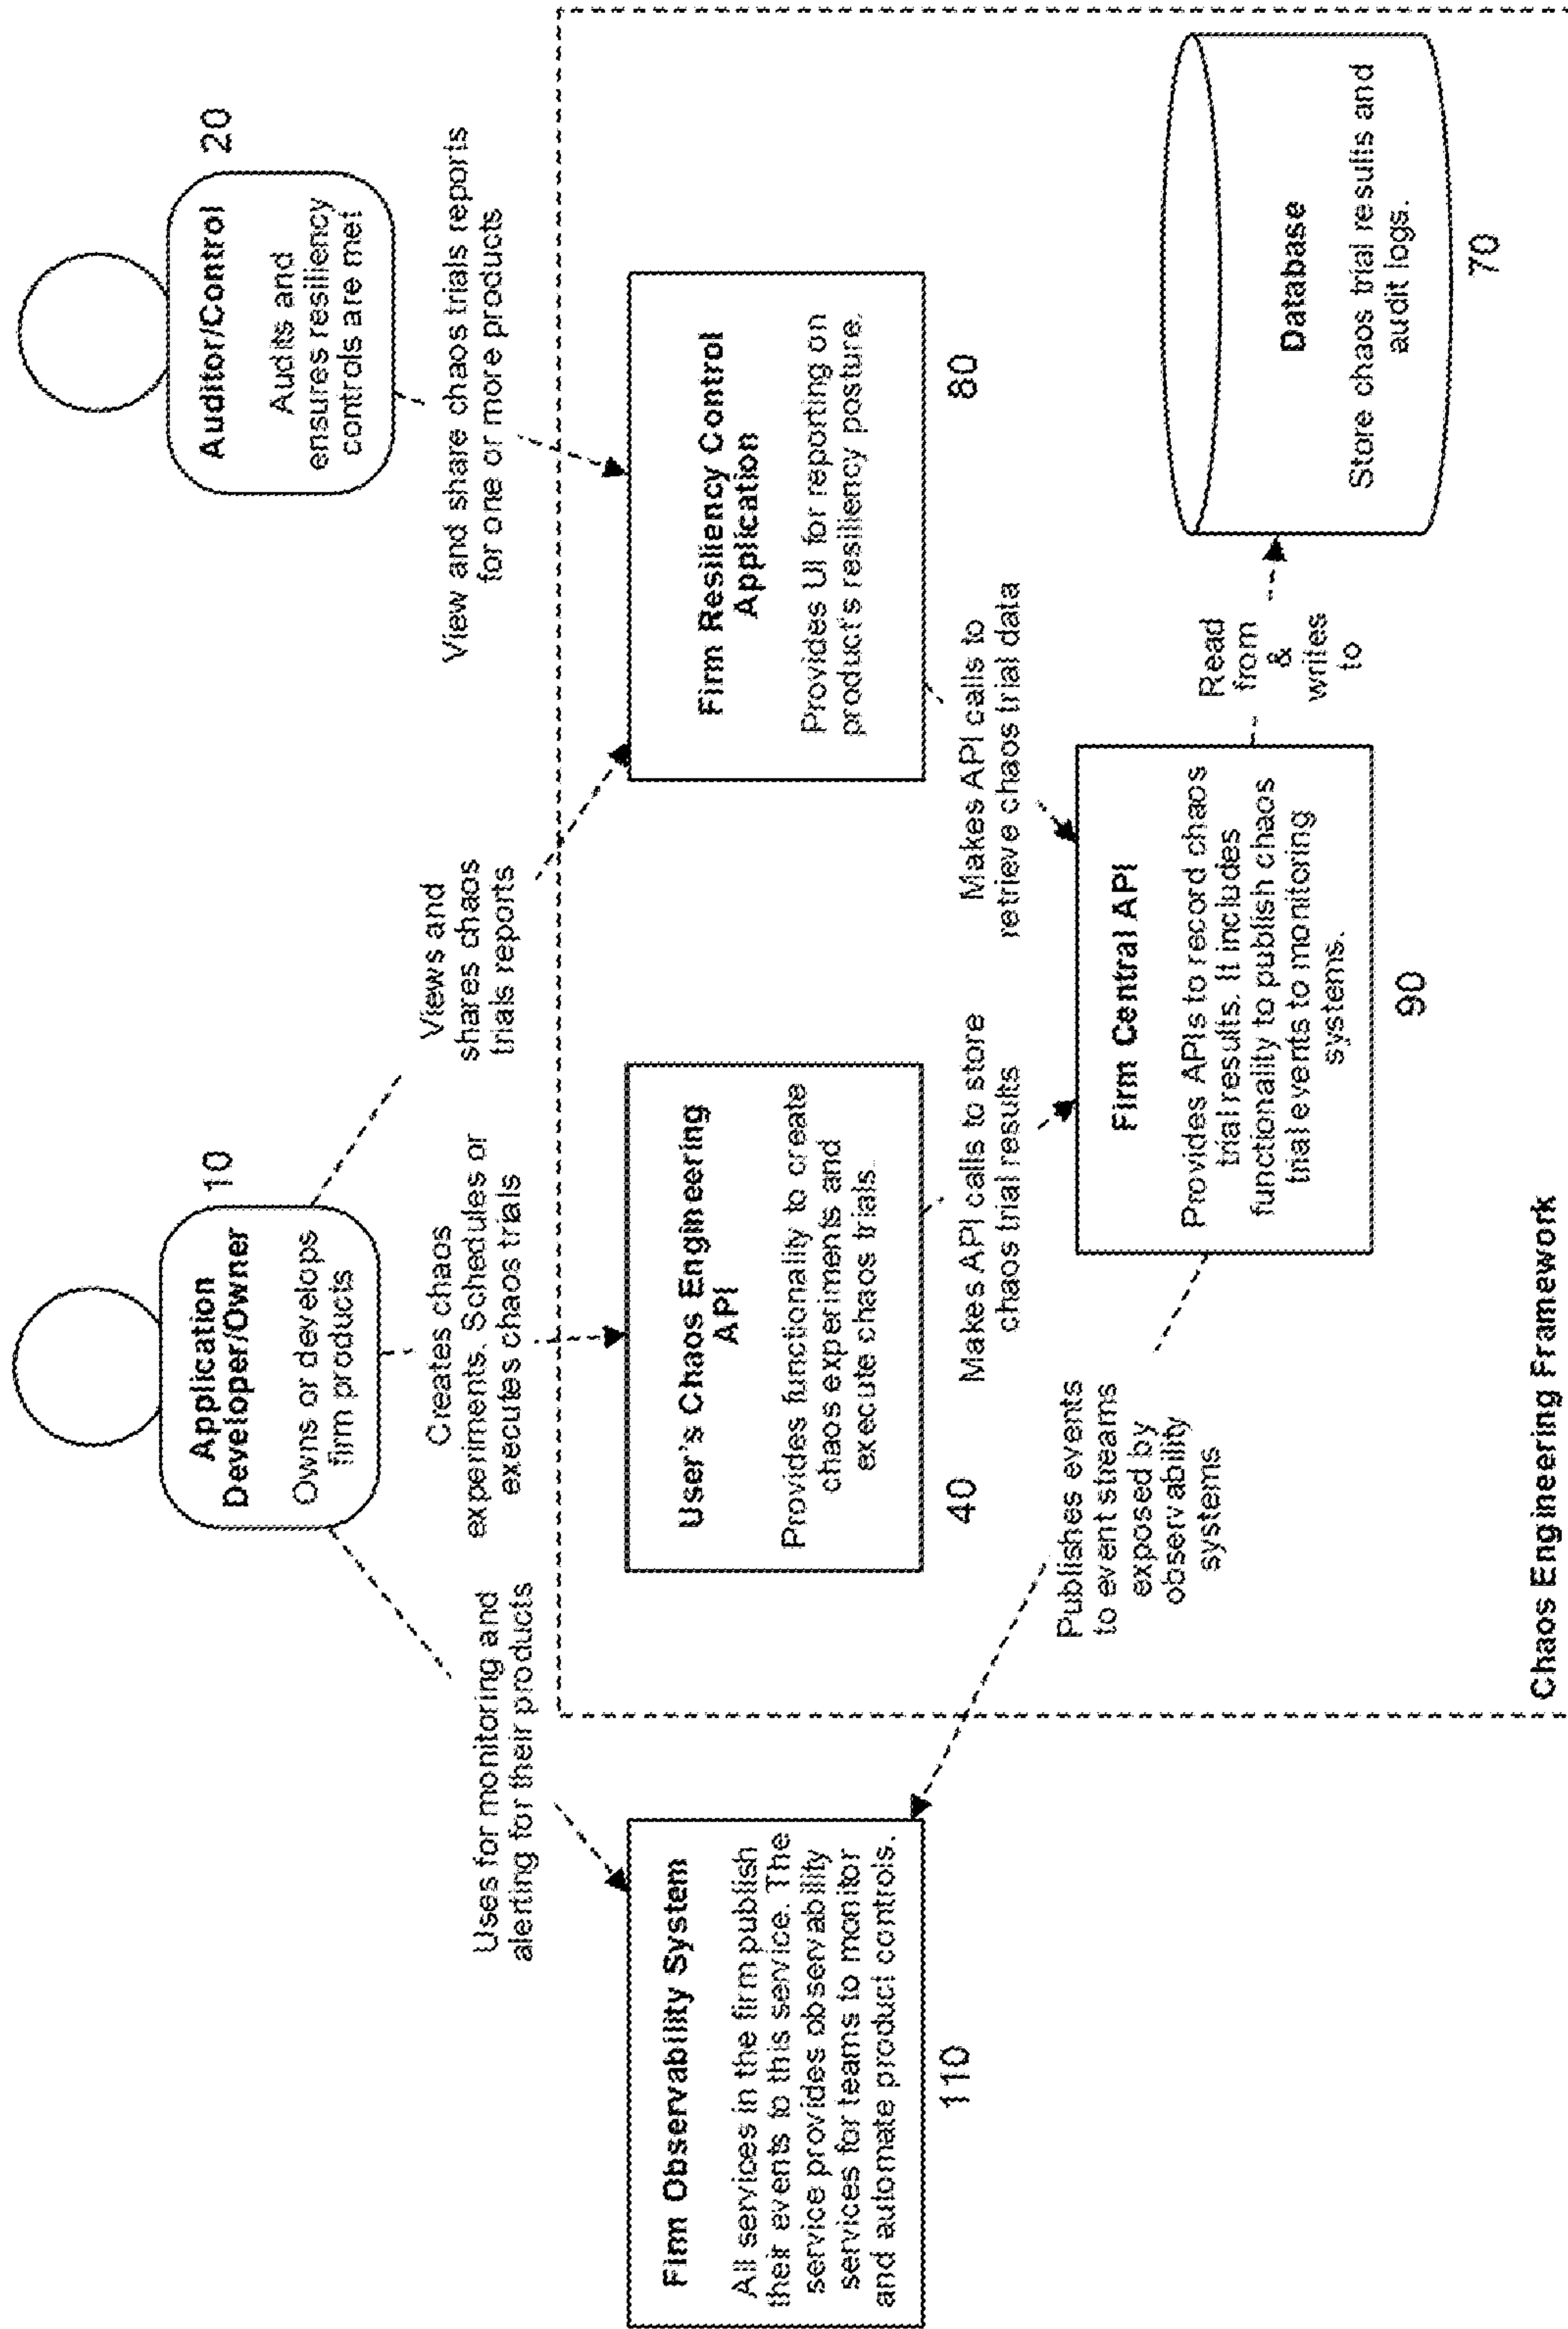 Application
Developer/Owner
Owns or develops
firm products
10
Auditor/Control
Audits and
ensures resiliency
controls are met
20
Uses for monitoring and
alerting for their products
Creates chaos
experiments. Schedules or
executes chaos trials
Views and
shares chaos
trials reports
View and share chaos trials reports
for one or more products
Firm Observability System
All services in the firm publish
their events to this service. The
service provides observability
services for teams to monitor
and automate product controls.
110
User's Chaos Engineering
API
Provides functionality to create
chaos experiments and
execute chaos trials.
40
Firm Resiliency Control
Application
Provides UI for reporting on
product's resiliency posture.
80
Publishes events
to event streams
exposed by
observability
systems
Makes API calls to store
chaos trial results
Makes API calls to
retrieve chaos trial data
Firm Central API
Provides APIs to record chaos
trial results. It includes
functionality to publish chaos
trial events to monitoring
systems.
90
Read
from
&
writes
to
Database
Store chaos trial results and
audit logs.
70
Chaos Engineering Framework